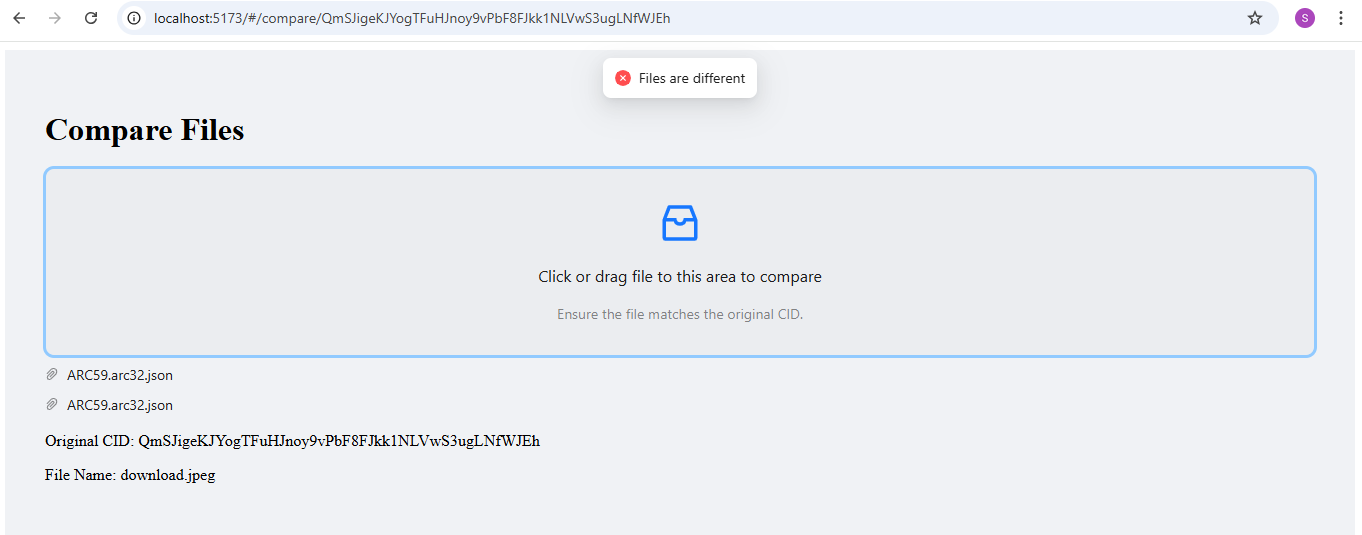 localhost:5173/#/compare/QmSJigeKJYogTFuHJnoy9vPbF8FJkk1NLVwS3ugLNfWJEh
S
Files are different
Compare Files
Click or drag file to this area to compare
Ensure the file matches the original CID.
ARC59.arc32.json
ARC59.arc32.json
Original CID: QmSJigeKJYogTFuHJnoy9vPbF8FJkk1NLVwS3ugLNfWJEh
File Name: download.jpeg